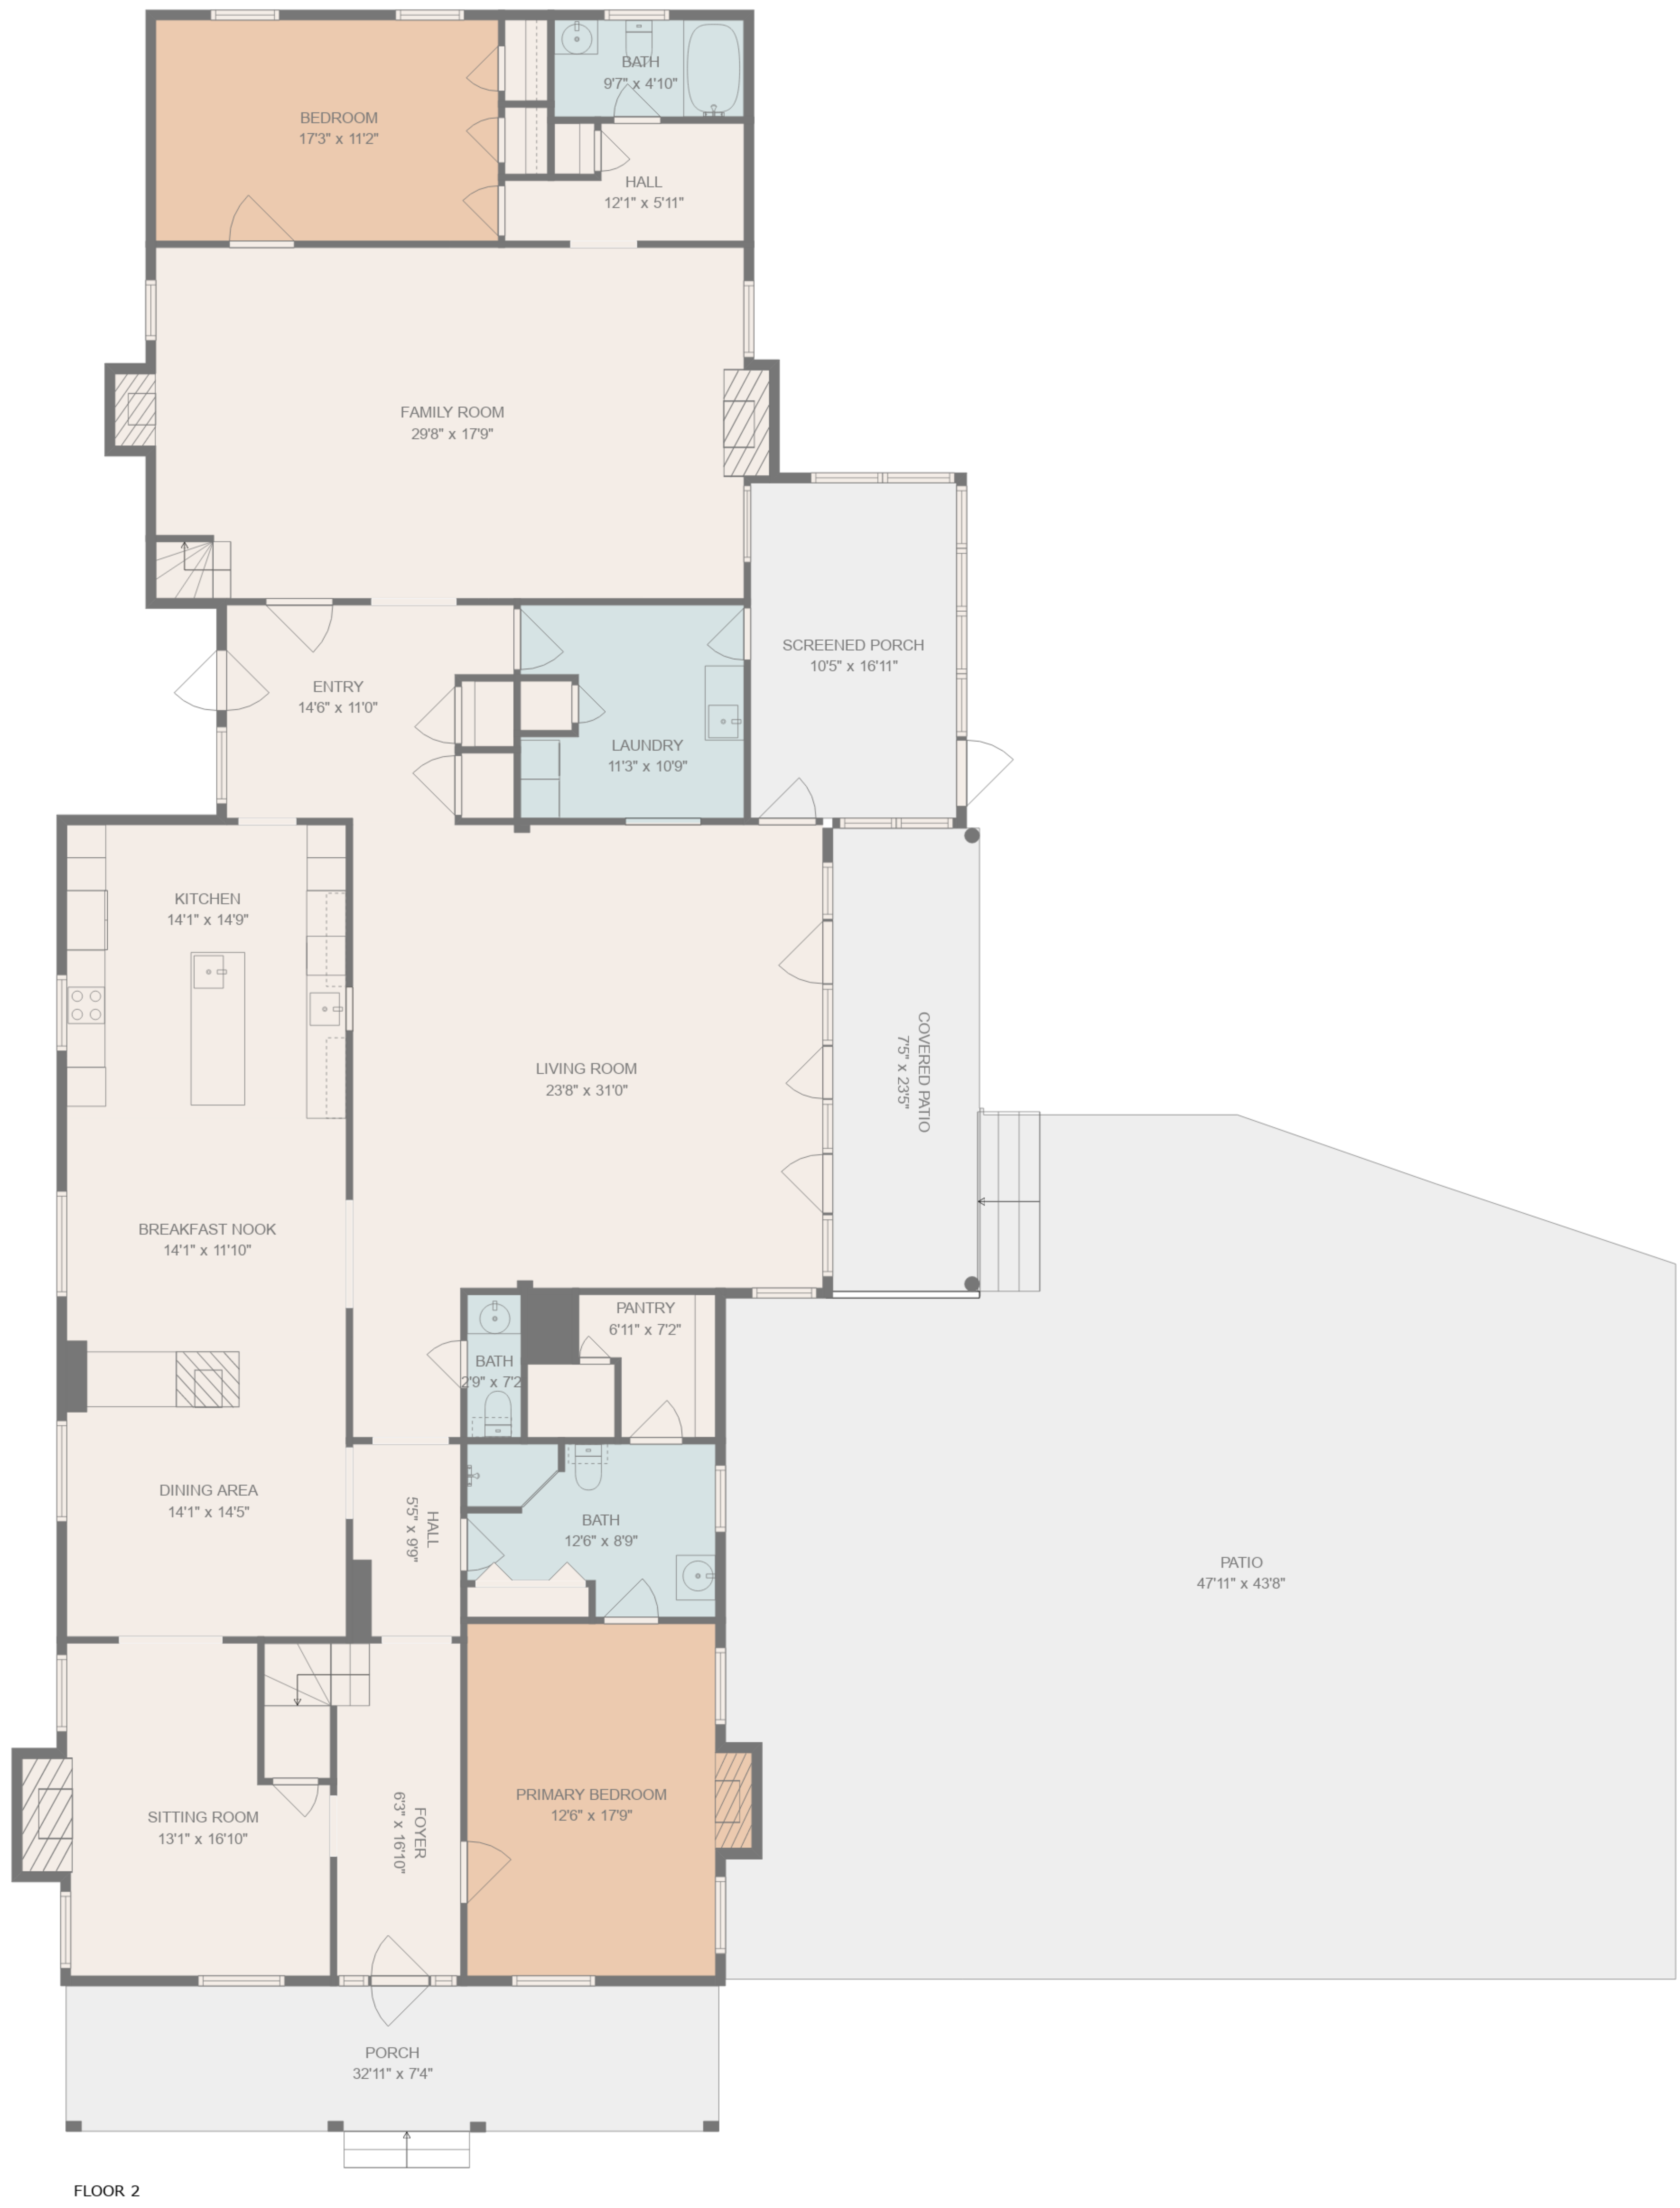 BATH
9'7" x 4'10"
BEDROOM
17'3" x 11'2"
HALL
12'1" x 5'11"
FAMILY ROOM
29'8" x 17'9"
SCREENED PORCH
10'5" x 16'11"
ENTRY
14'6" x 11'0"
LAUNDRY
11'3" x 10'9"
KITCHEN
14'1" x 14'9"
LIVING ROOM
23'8" x 31'0"
COVERED PATIO
7'5" x 23'5"
BREAKFAST NOOK
14'1" x 11'10"
PANTRY
6'11" x 7'2"
BATH
2'9" x 7'2
DINING AREA
14'1" x 14'5"
HALL
5'5" x 9'9"
BATH
12'6" x 8'9"
PATIO
47'11" x 43'8"
PRIMARY BEDROOM
12'6" x 17'9"
SITTING ROOM
13'1" x 16'10"
FOYER
6'3" x 16'10"
PORCH
32'11" x 7'4"
FLOOR 2